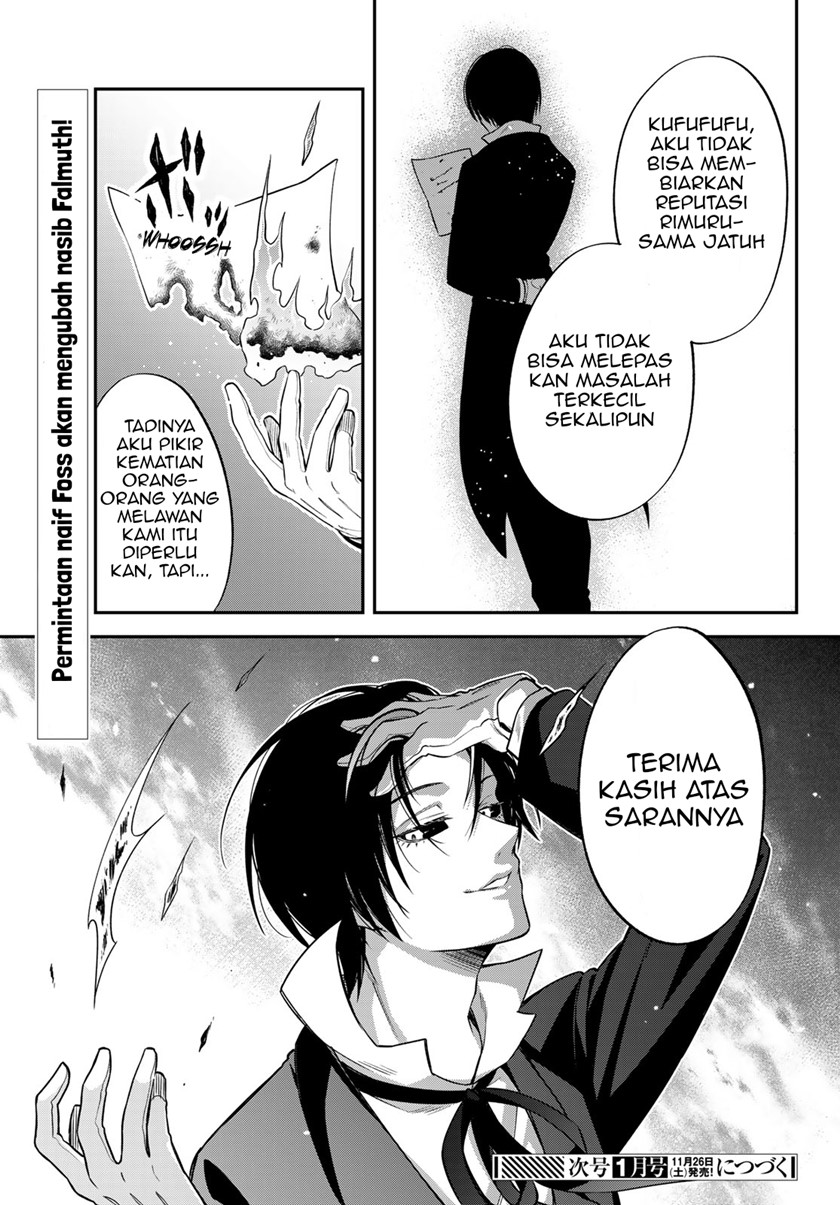 KUFUFUFU,
AKU TIDAK
BISA MEM-
BIARKAN
REPUTASI
RIMURU-
SAMA JATUH
AKU TIDAK
BISA MELEPAS
KAN MASALAH
TERKECIL
SEKALIPUN
WHOOSSH
TADINYA
AKU PIKIR
KEMATIAN
ORANG-
ORANG YANG
MELAWAN
KAMI ITU
DIPERLU
KAN, TAPI...
Permintaan naif Foss akan mengubah nasib Falmuth!
TERIMA
KASIH ATAS
SARANNYA
次号1月号11月26日(土)発売!につづく